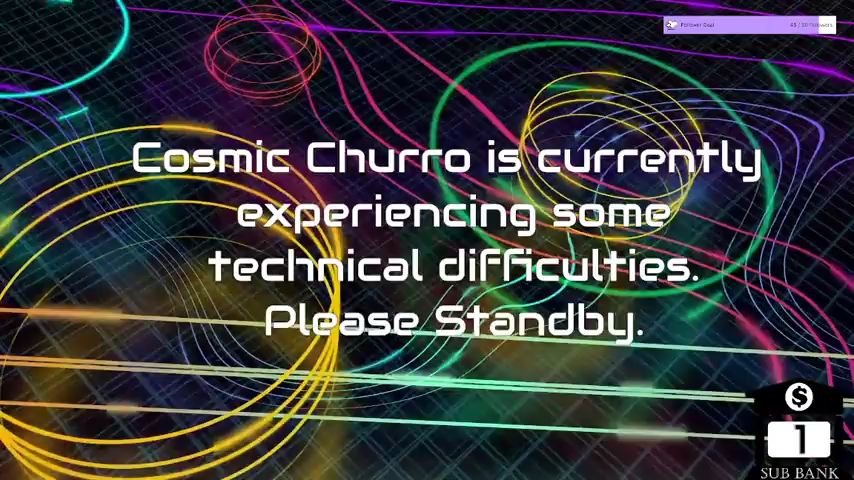 Follower Goal
Cosmic Churro is currently
experiencing some
technical difficulties.
Please Standby.
$
1
SUB BANK